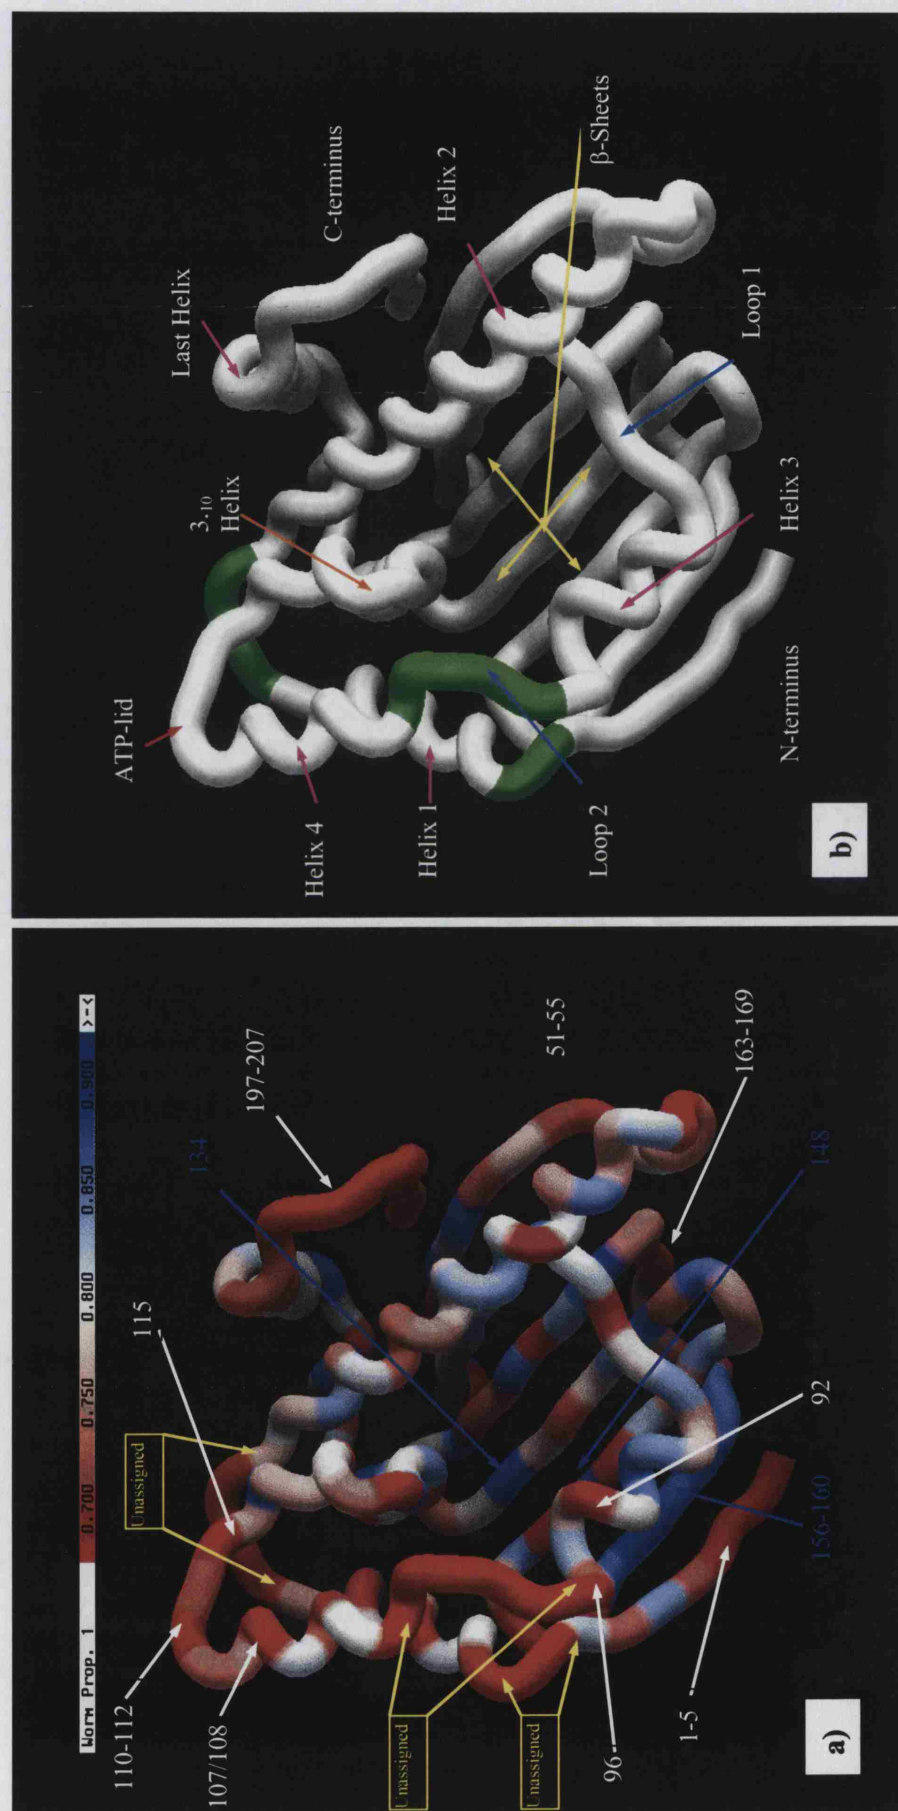 Worm Prop. 1
0.700
0.750
0.800
0.850
0.900
>-<
110-112
107/108
Unassigned
115
197-207
134
51-55
Unassigned
Unassigned
96-
1-5
92
156-160
148
163-169
a)
ATP-lid
3.10
Helix
Last Helix
C-terminus
Helix 4
Helix 1
Helix 2
Loop 2
β-Sheets
Loop 1
Helix 3
N-terminus
b)